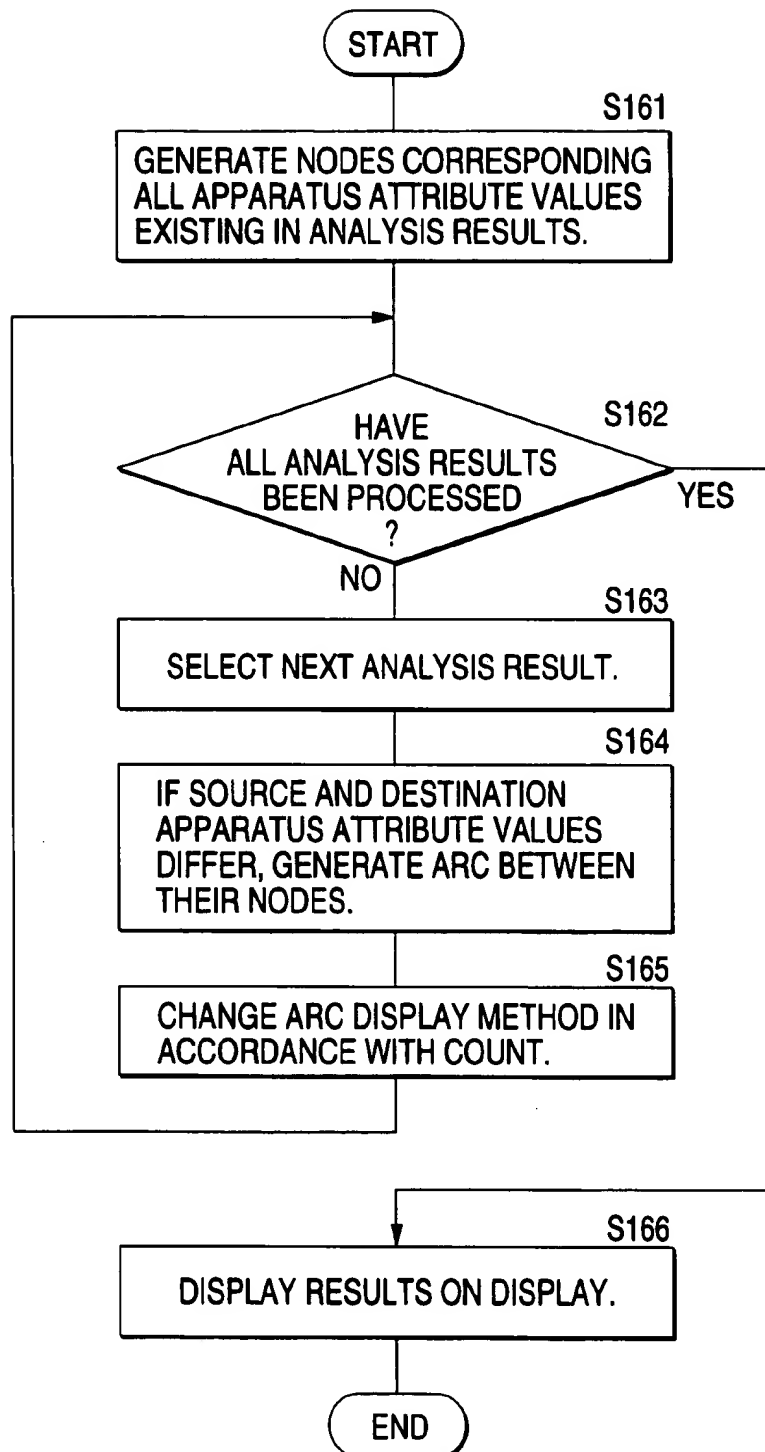 START
S161
GENERATE NODES CORRESPONDING
ALL APPARATUS ATTRIBUTE VALUES
EXISTING IN ANALYSIS RESULTS.
S162
HAVE
ALL ANALYSIS RESULTS
BEEN PROCESSED
?
YES
NO
S163
SELECT NEXT ANALYSIS RESULT.
S164
IF SOURCE AND DESTINATION
APPARATUS ATTRIBUTE VALUES
DIFFER, GENERATE ARC BETWEEN
THEIR NODES.
S165
CHANGE ARC DISPLAY METHOD IN
ACCORDANCE WITH COUNT.
S166
DISPLAY RESULTS ON DISPLAY.
END